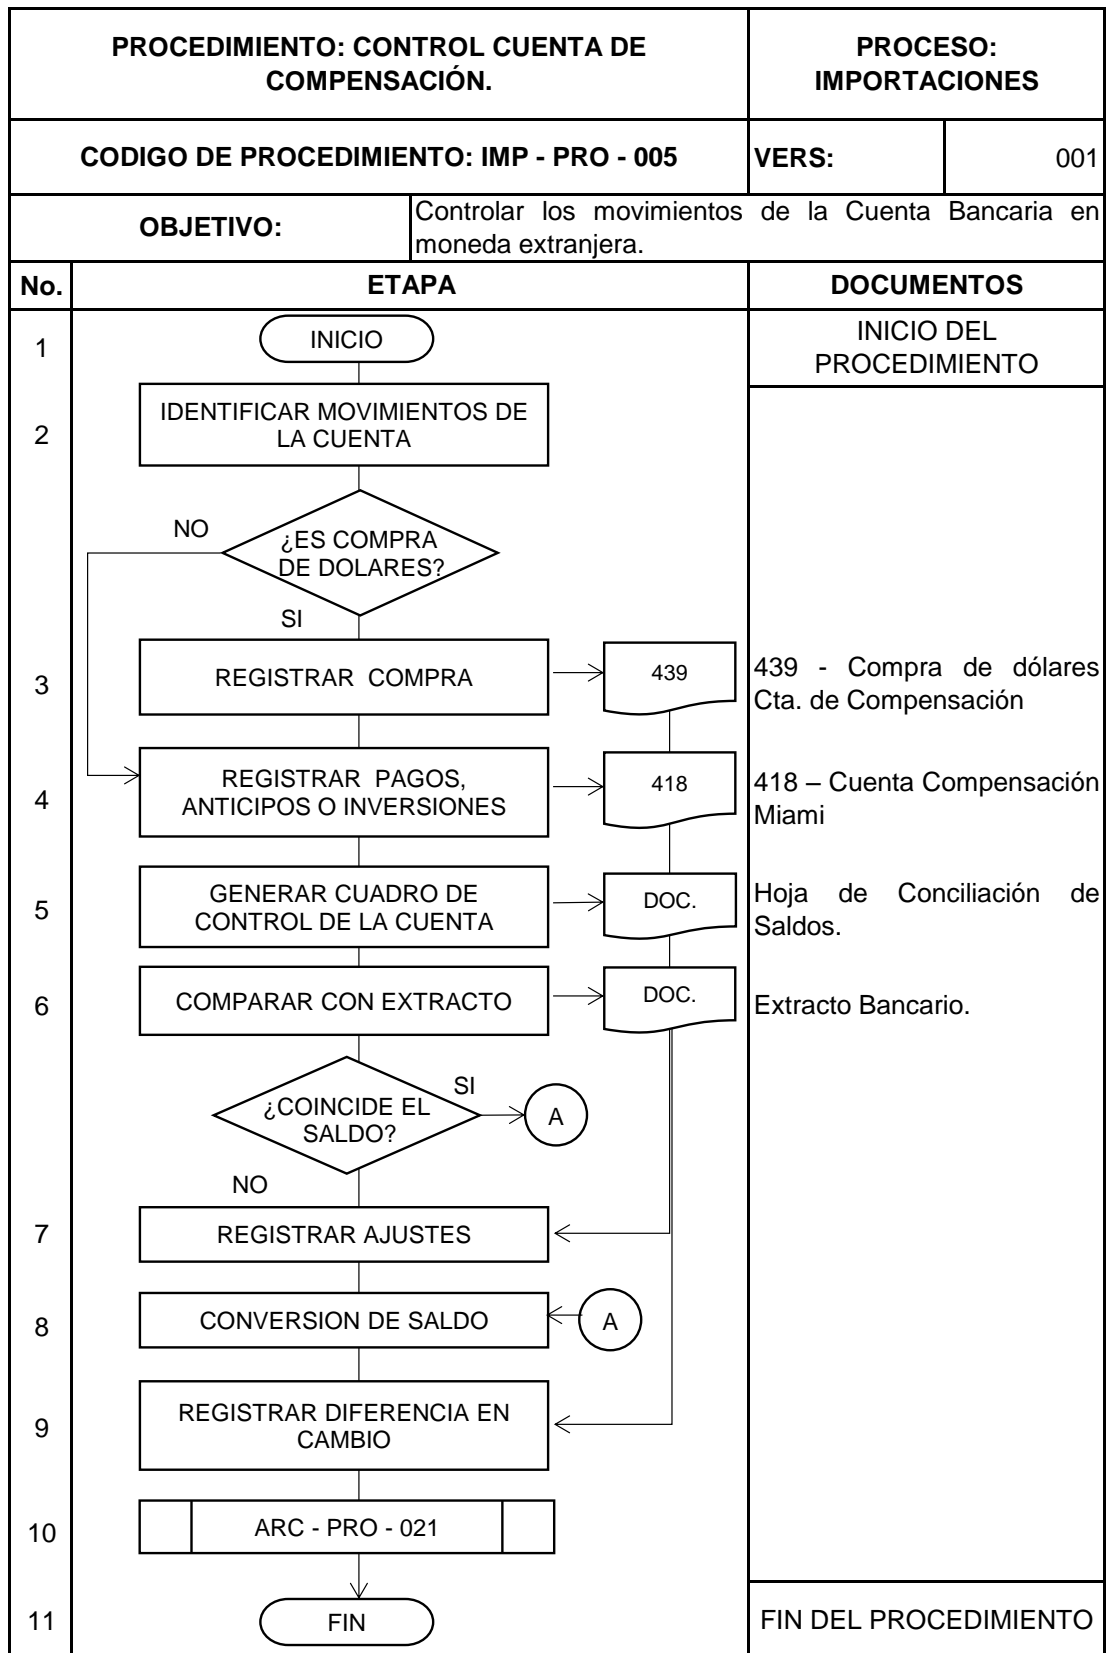 PROCEDIMIENTO: CONTROL CUENTA DE
COMPENSACIÓN.
PROCESO:
IMPORTACIONES
CODIGO DE PROCEDIMIENTO: IMP - PRO - 005
VERS:
001
OBJETIVO:
Controlar los movimientos de la Cuenta Bancaria en
moneda extranjera.
No.
ETAPA
DOCUMENTOS
1
INICIO
INICIO DEL
PROCEDIMIENTO
2
IDENTIFICAR MOVIMIENTOS DE
LA CUENTA
NO
¿ES COMPRA
DE DOLARES?
SI
3
REGISTRAR  COMPRA
439
439 - Compra de dólares
Cta. de Compensación
4
REGISTRAR  PAGOS,
ANTICIPOS O INVERSIONES
418
418 – Cuenta Compensación
Miami
5
GENERAR CUADRO DE
CONTROL DE LA CUENTA
DOC.
Hoja de Conciliación de
Saldos.
6
COMPARAR CON EXTRACTO
DOC.
Extracto Bancario.
¿COINCIDE EL
SALDO?
SI
A
NO
7
REGISTRAR AJUSTES
8
CONVERSION DE SALDO
A
9
REGISTRAR DIFERENCIA EN
CAMBIO
10
ARC - PRO - 021
11
FIN
FIN DEL PROCEDIMIENTO